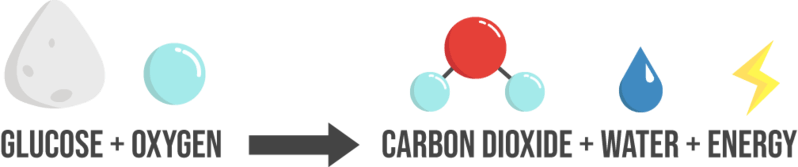 GLUCOSE + OXYGEN CARBON DIOXIDE + WATER + ENERGY